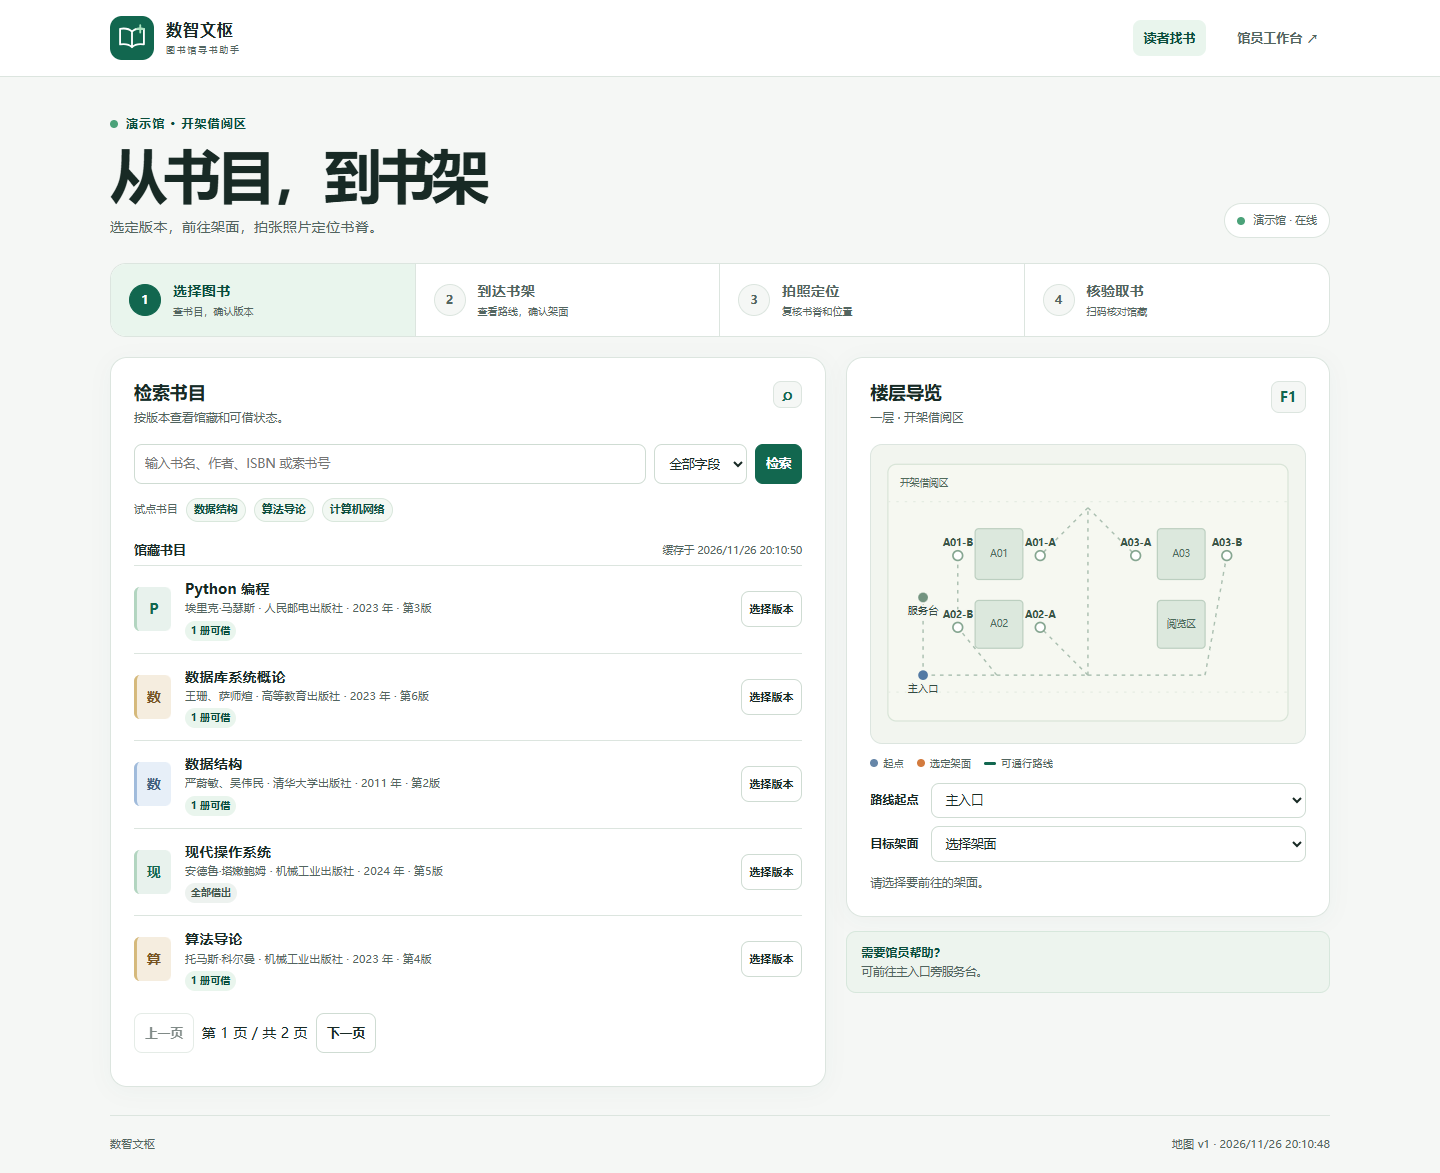 数智文枢
图书馆寻书助手
读者找书
馆员工作台 ↗
演示馆 • 开架借阅区
从书目，到书架
选定版本，前往架面，拍张照片定位书脊。
演示馆 · 在线
1
选择图书
查书目，确认版本
2
到达书架
查看路线，确认架面
3
拍照定位
复核书脊和位置
4
核验取书
扫码核对馆藏
检索书目
按版本查看馆藏和可借状态。
输入书名、作者、ISBN 或索书号
全部字段
检索
试点书目
数据结构
算法导论
计算机网络
馆藏书目
缓存于 2026/11/26 20:10:50
P
Python 编程
埃里克·马瑟斯 · 人民邮电出版社 · 2023 年 · 第3版
1 册可借
选择版本
数
数据库系统概论
王珊、萨师煊 · 高等教育出版社 · 2023 年 · 第6版
1 册可借
选择版本
数
数据结构
严蔚敏、吴伟民 · 清华大学出版社 · 2011 年 · 第2版
1 册可借
选择版本
现
现代操作系统
安德鲁·塔嫩鲍姆 · 机械工业出版社 · 2024 年 · 第5版
全部借出
选择版本
算
算法导论
托马斯·科尔曼 · 机械工业出版社 · 2023 年 · 第4版
1 册可借
选择版本
上一页
第 1 页 / 共 2 页
下一页
楼层导览
一层 · 开架借阅区
F1
开架借阅区
A01-B
A01
A01-A
A03-A
A03
A03-B
服务台
A02-B
A02
A02-A
阅览区
主入口
起点
选定架面
可通行路线
路线起点
主入口
目标架面
选择架面
请选择要前往的架面。
需要馆员帮助?
可前往主入口旁服务台。
数智文枢
地图 v1 · 2026/11/26 20:10:48